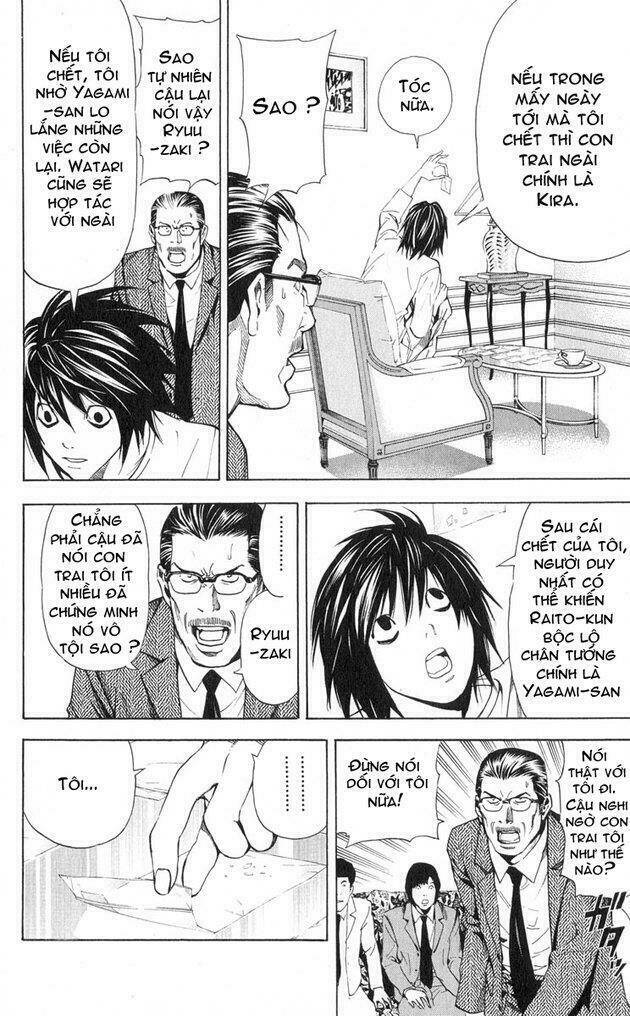 NẾU TRONG
MẤY NGÀY
TỚI MÀ TÔI
CHẾT THÌ CON
TRAI NGÀI
CHÍNH LÀ
KIRA.
TÓC
NỮA.
SAO ?
SAO
TỰ NHIÊN
CẬU LẠI
NÓI VẬY
RYUU
-ZAKI ?
NẾU TÔI
CHẾT, TÔI
NHỜ YAGAMI
-SAN LO
LẮNG NHỮNG
VIỆC CÒN
LẠI. WATARI
CŨNG SẼ
HỢP TÁC
VỚI NGÀI
SAU CÁI
CHẾT CỦA TÔI,
NGƯỜI DUY
NHẤT CÓ
THỂ KHIẾN
RAITO-KUN
BỘC LỘ
CHÂN TƯỚNG
CHÍNH LÀ
YAGAMI-SAN
........
RYUU
-ZAKI
CHẲNG
PHẢI CẬU ĐÃ
NÓI CON
TRAI TÔI ÍT
NHIỀU ĐÃ
CHỨNG MINH
NÓ VÔ
TỘI SAO ?
NÓI
THẬT VỚI
TÔI ĐI.
CẬU NGHI
NGỜ CON
TRAI TÔI
NHƯ THẾ
NÀO?
ĐỪNG NÓI
DỐI VỚI TÔI
NỮA!
ガタッ
........
TÔI...